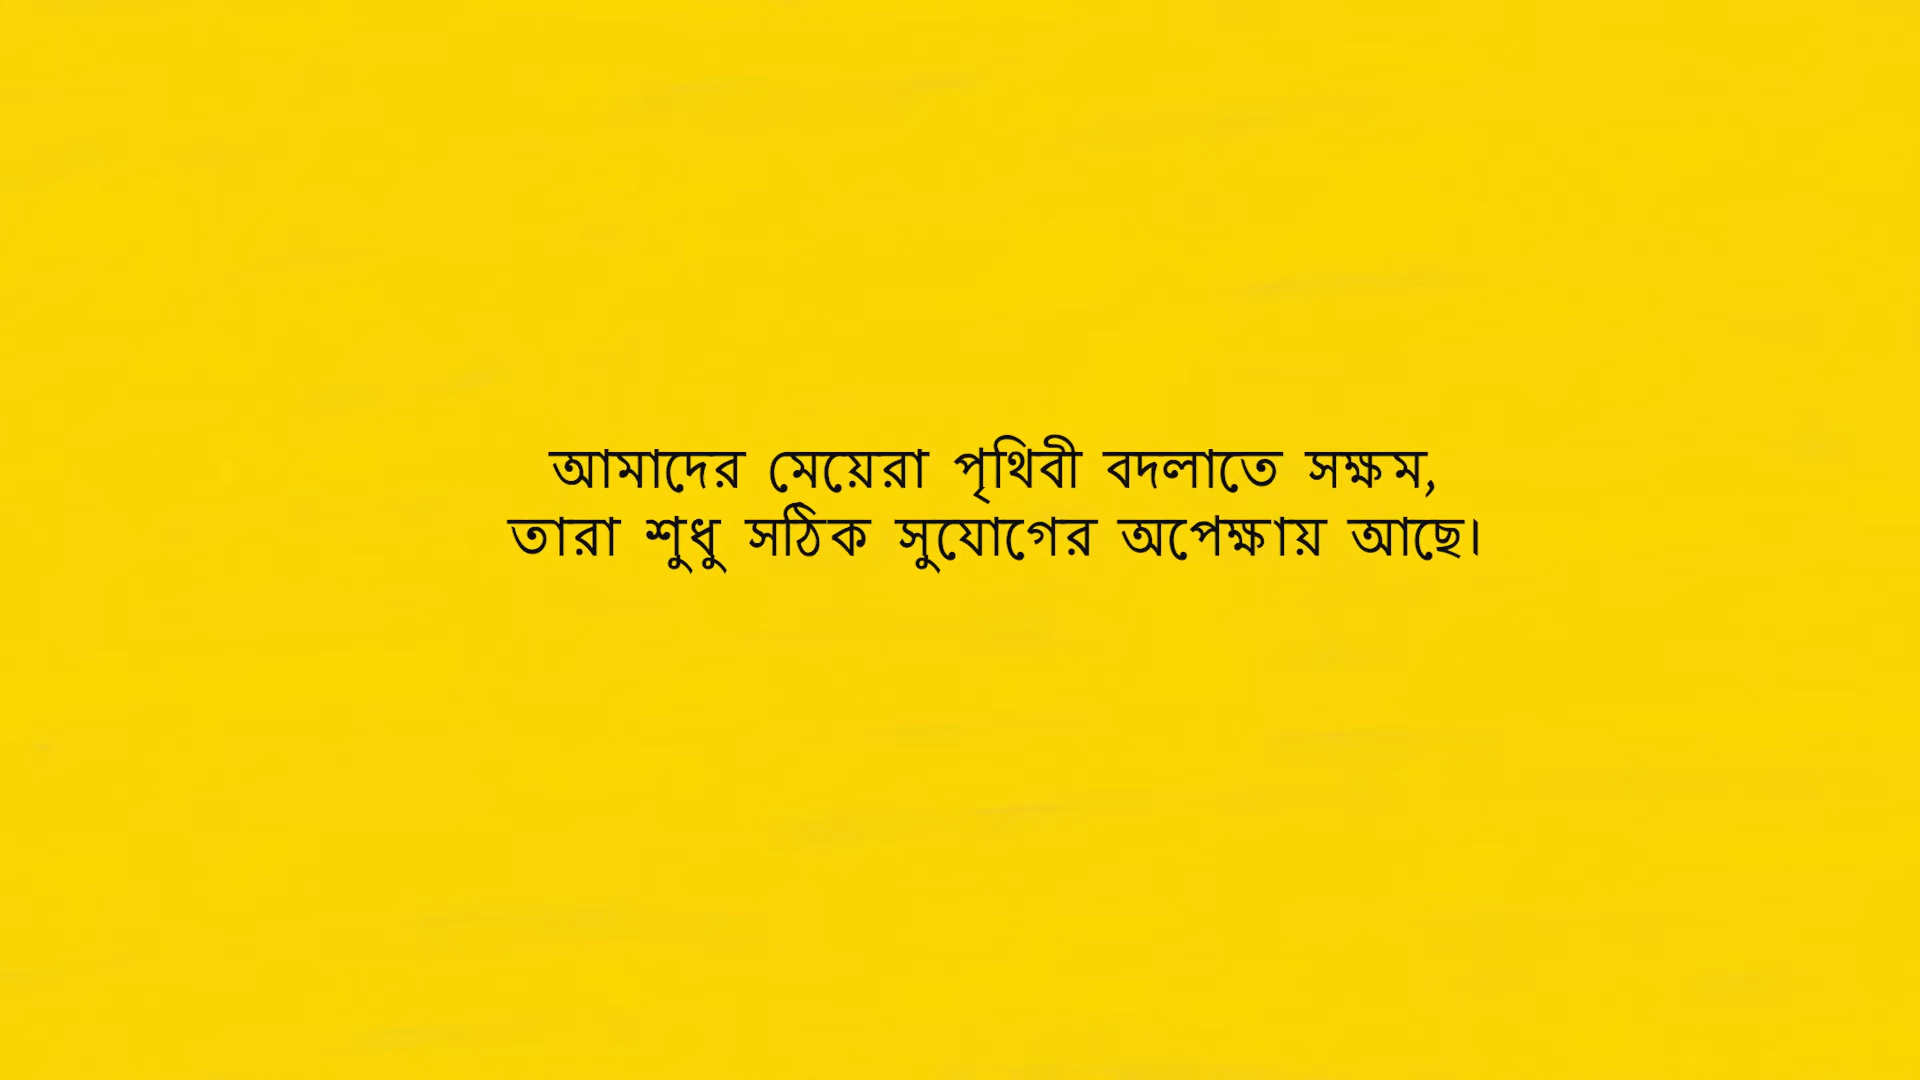 আমাদের মেয়েরা পৃথিবী বদলাতে সক্ষম,
তারা শুধু সঠিক সুযোগের অপেক্ষায় আছে।